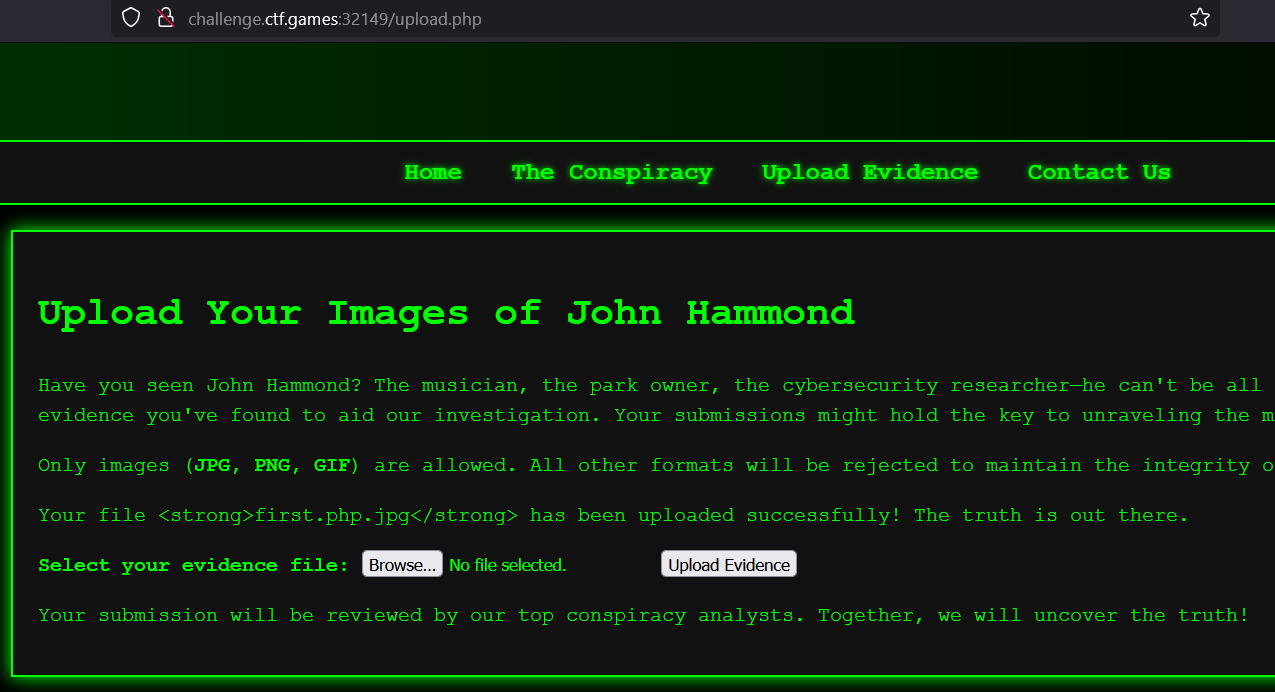 challenge.ctf.games:32149/upload.php
Home The Conspiracy Upload Evidence Contact Us
Upload Your Images of John Hammond
Have you seen John Hammond? The musician, the park owner, the cybersecurity researcher—he can't be all
evidence you've found to aid our investigation. Your submissions might hold the key to unraveling the m
Only images (JPG, PNG, GIF) are allowed. All other formats will be rejected to maintain the integrity o
Your file <strong>first.php.jpg</strong> has been uploaded successfully! The truth is out there.
Select your evidence file: Browse... No file selected. Upload Evidence
Your submission will be reviewed by our top conspiracy analysts. Together, we will uncover the truth!